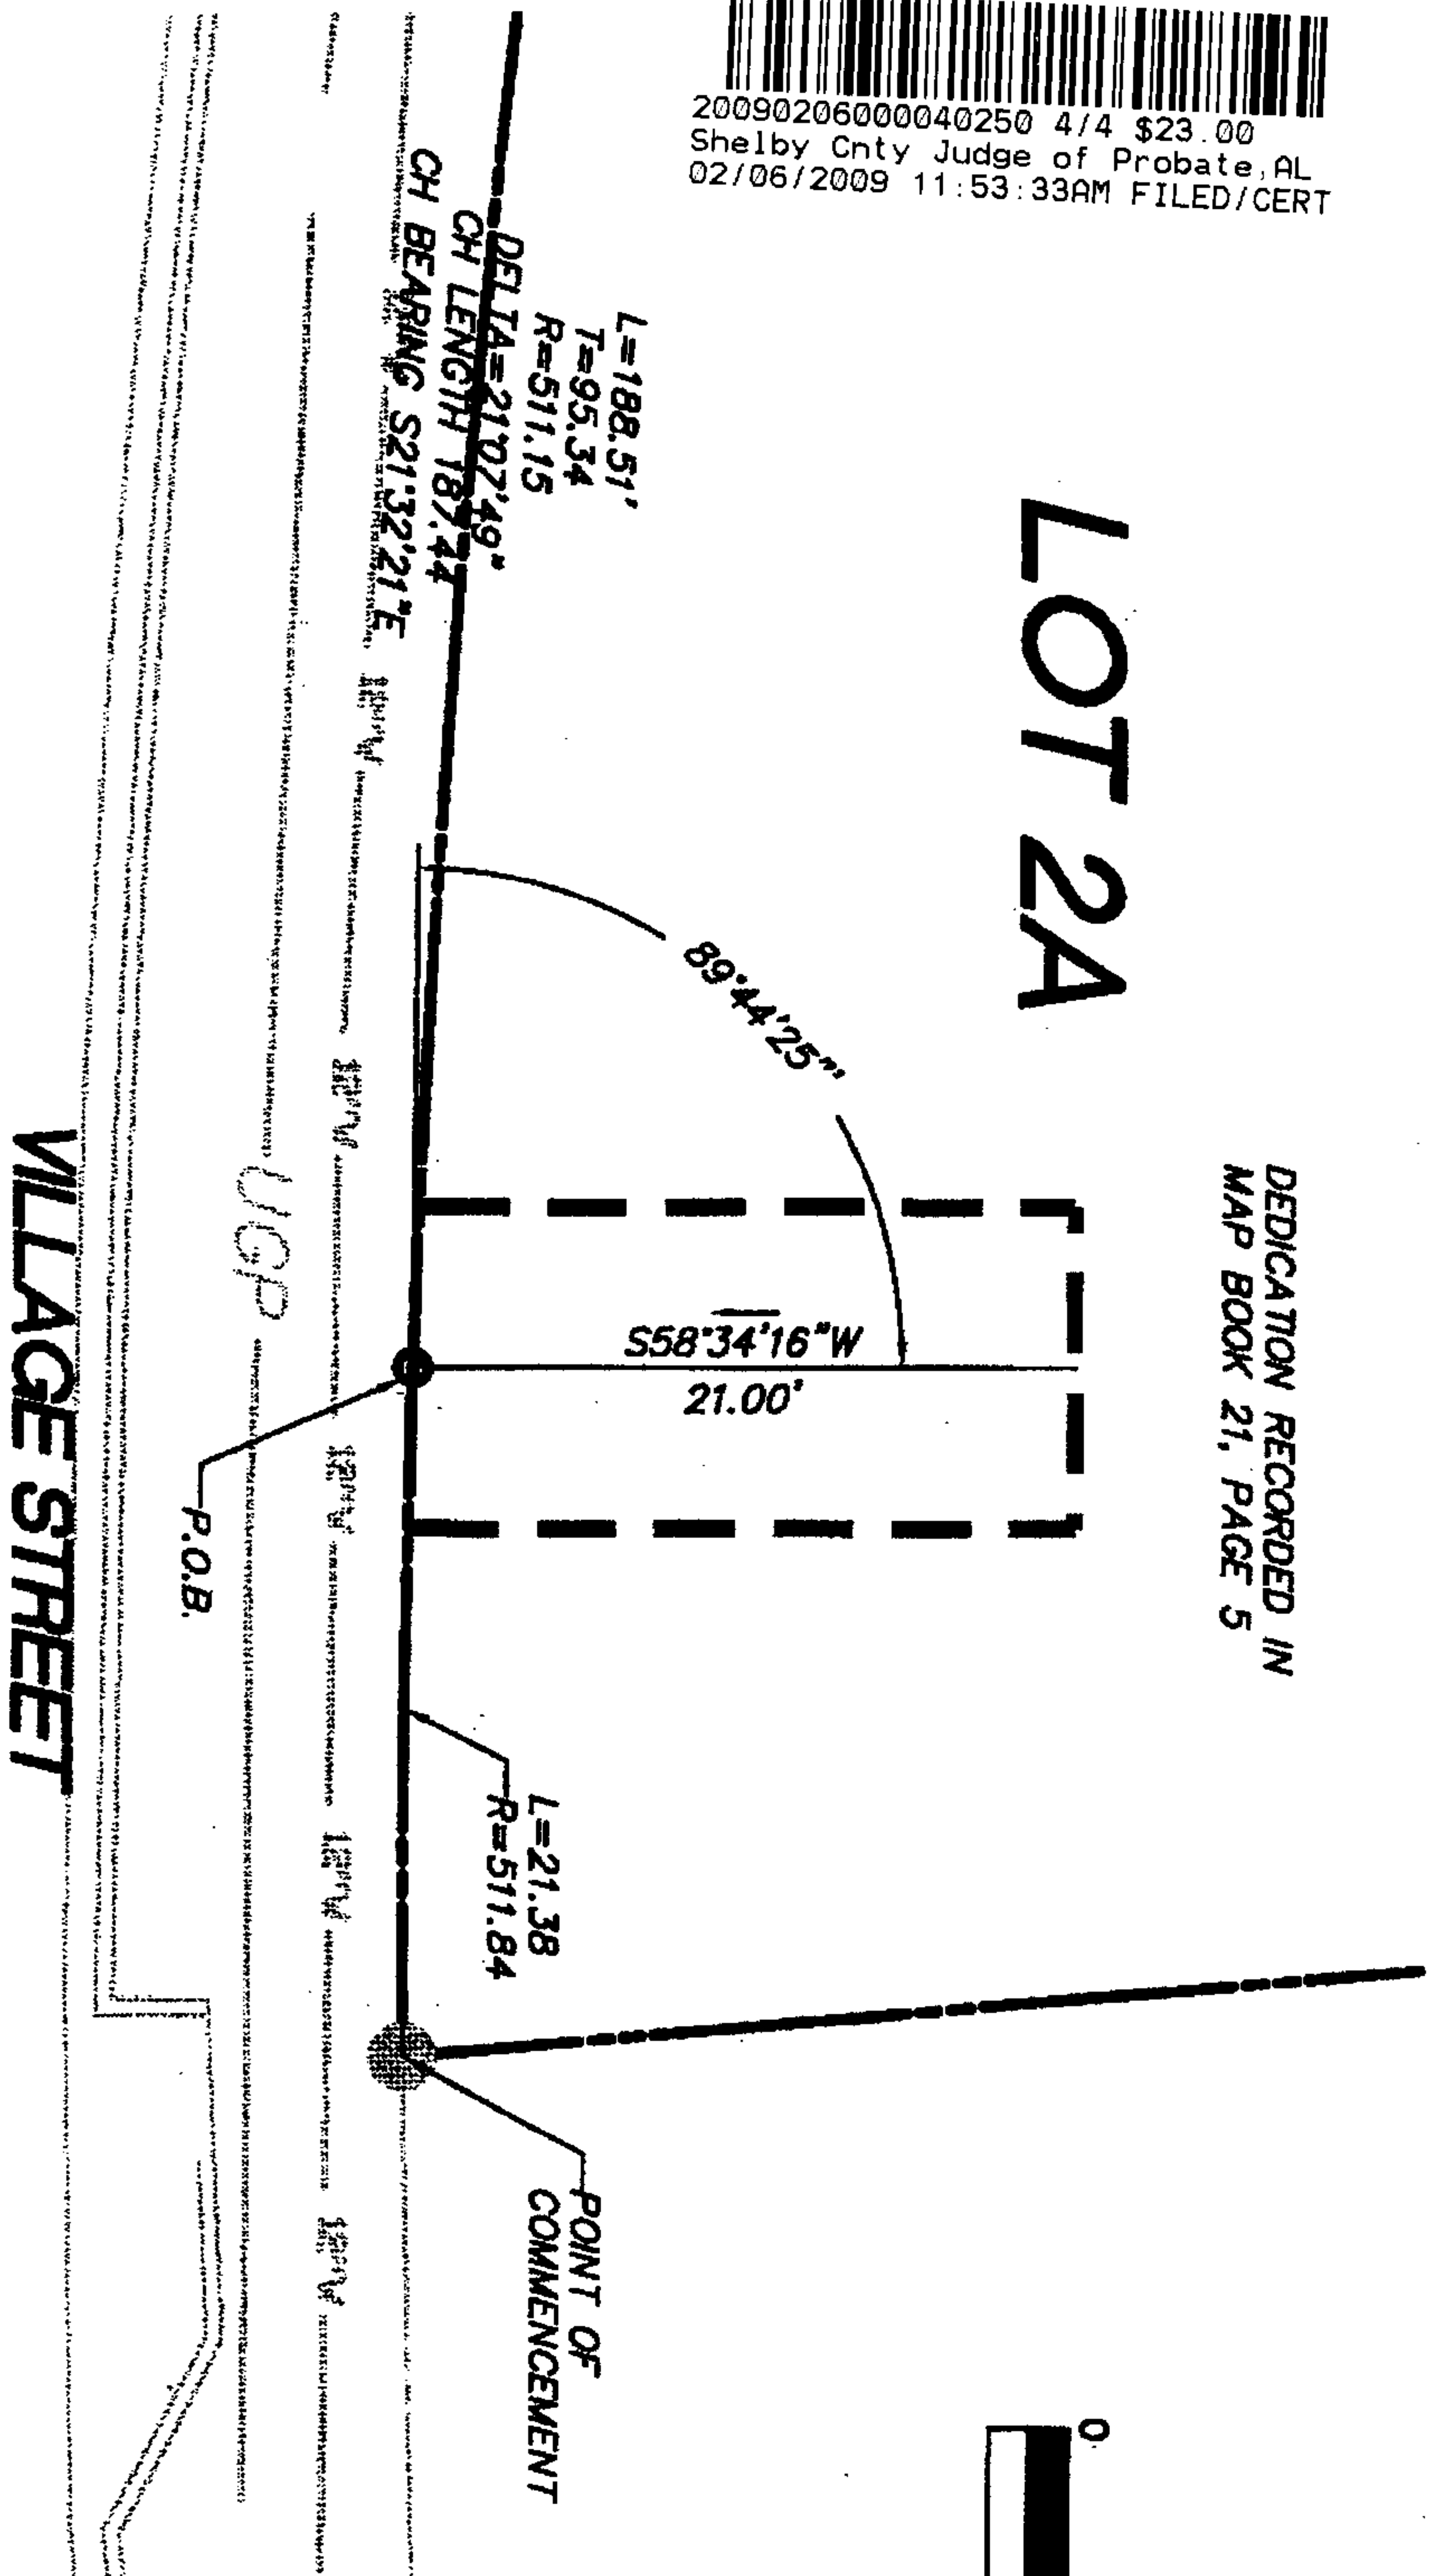 20090206000040250 4/4 $23.00
Shelby Cnty Judge of Probate,AL
02/06/2009 11:53:33AM FILED/CERT
L=188.51'
T=95.34
R=511.15
DELTA=21°07'49"
CH LENGTH 187.44
CH BEARING S21°32'21"E
LOT 2A
DEDICATION RECORDED IN
MAP BOOK 21, PAGE 5
89°44'25"
S58°34'16"W
21.00'
UGP
P.O.B.
VILLAGE STREET
L=21.38
R=511.84
POINT OF
COMMENCEMENT
0